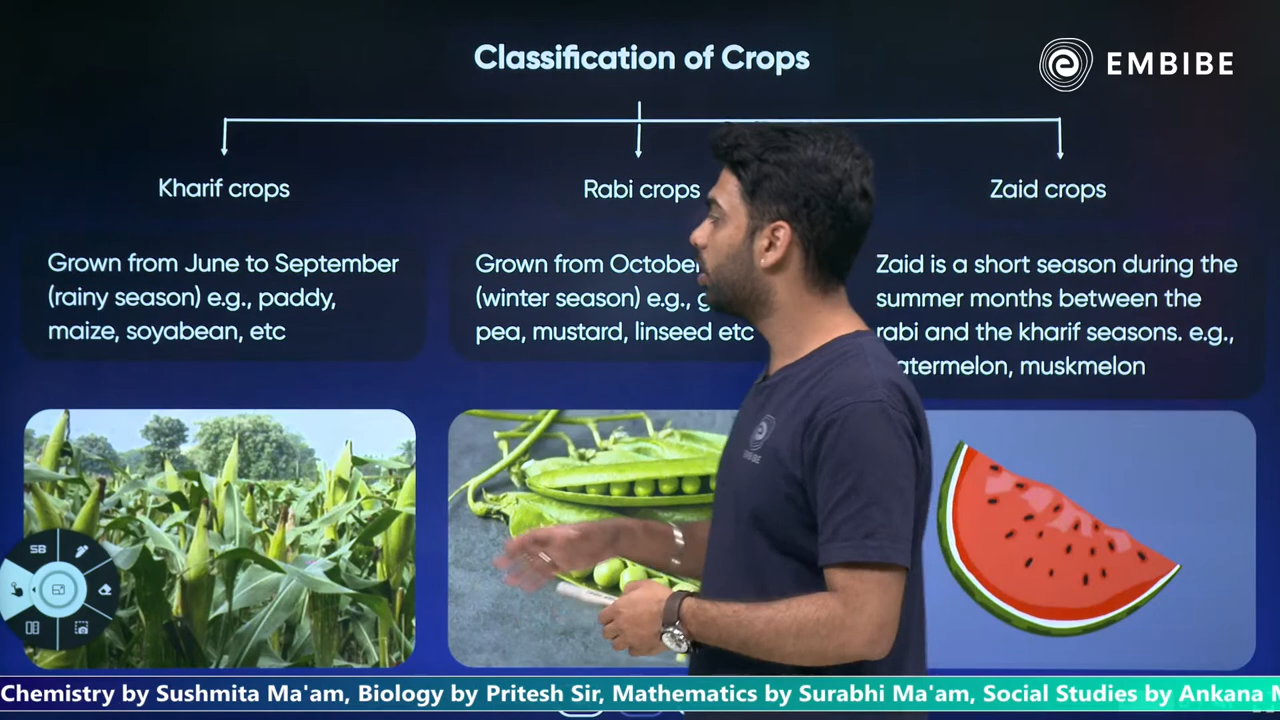 Classification of Crops
EMBIBE
Kharif crops
Rabi crops
Zaid crops
Grown from June to September
(rainy season) e.g., paddy,
maize, soyabean, etc
Grown from October
(winter season) e.g.,
pea, mustard, linseed etc
Zaid is a short season during the
summer months between the
rabi and the kharif seasons. e.g.,
muskmelon
SB
EMBIBE
Chemistry by Sushmita Ma'am, Biology by Pritesh Sir, Mathematics by Surabhi Ma'am, Social Studies by Ankana